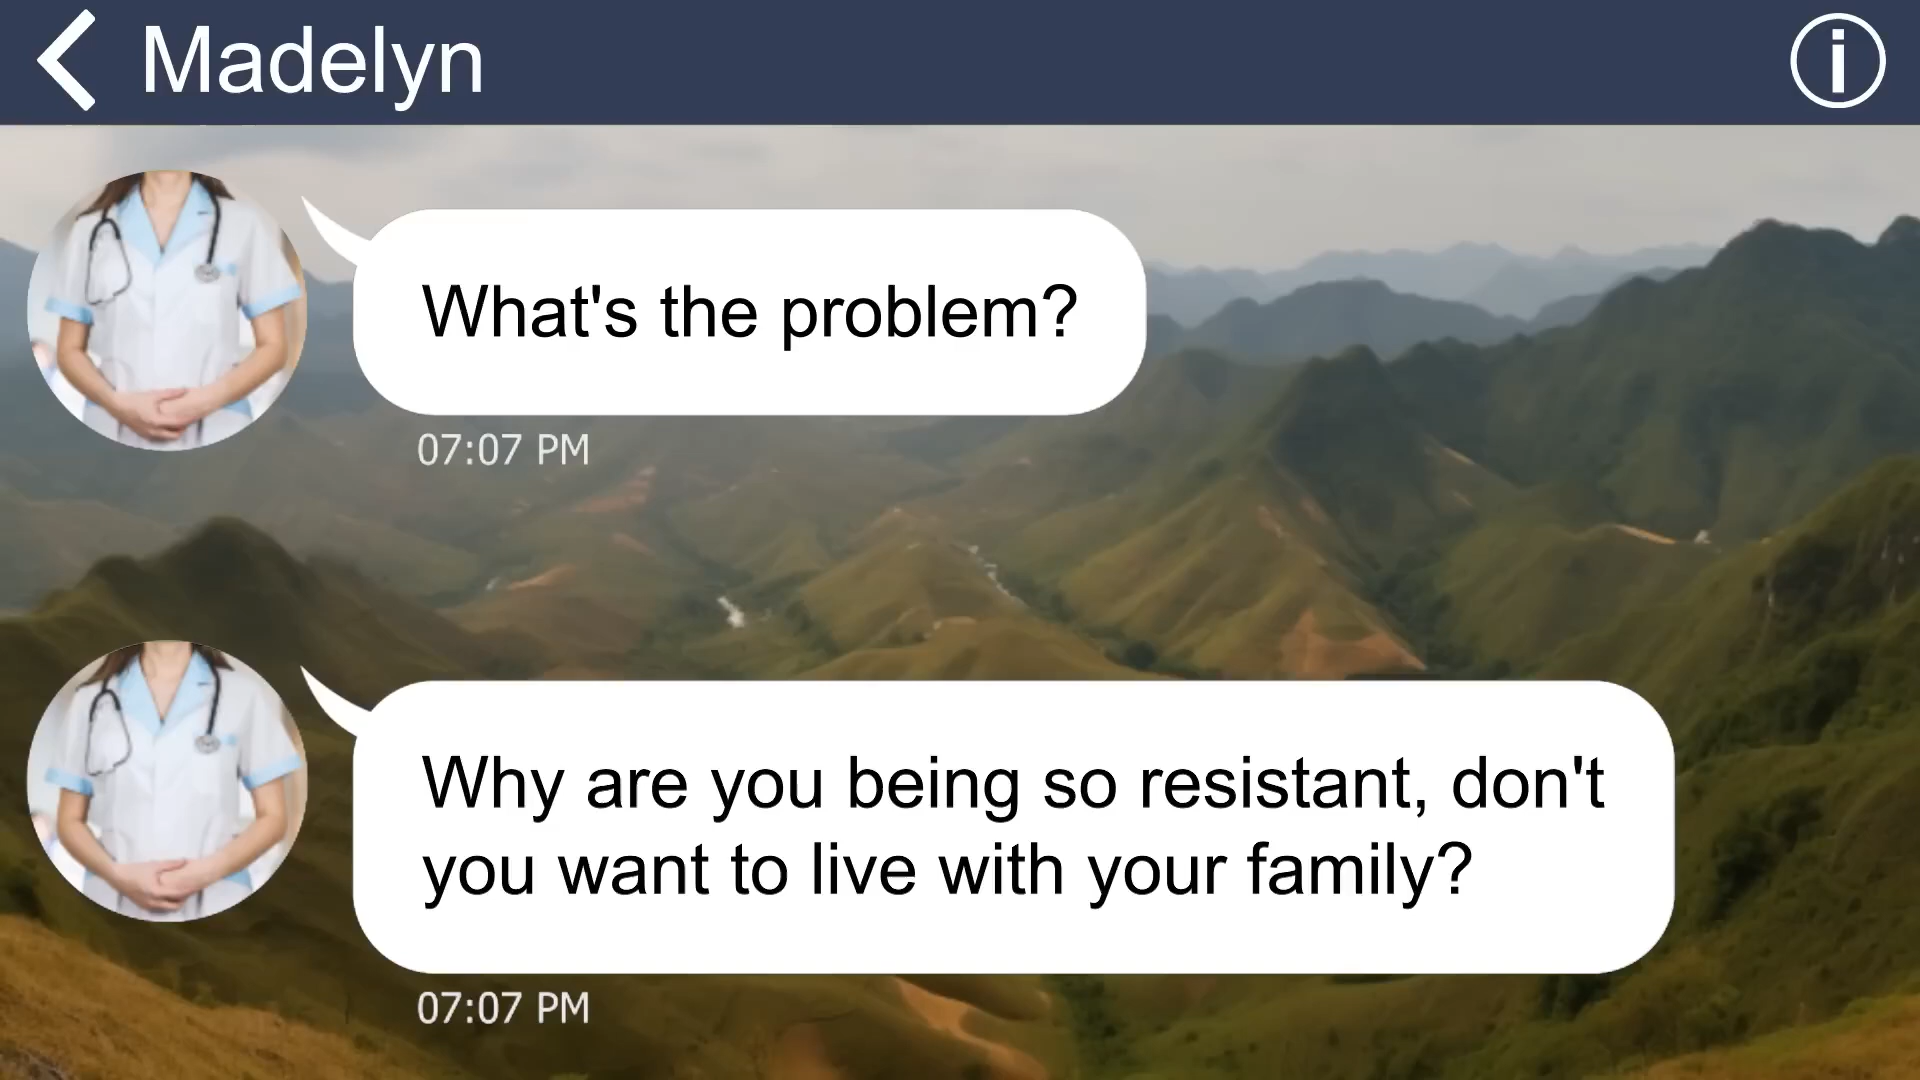 Madelyn
What's the problem?
07:07 PM
Why are you being so resistant, don't
you want to live with your family?
07:07 PM